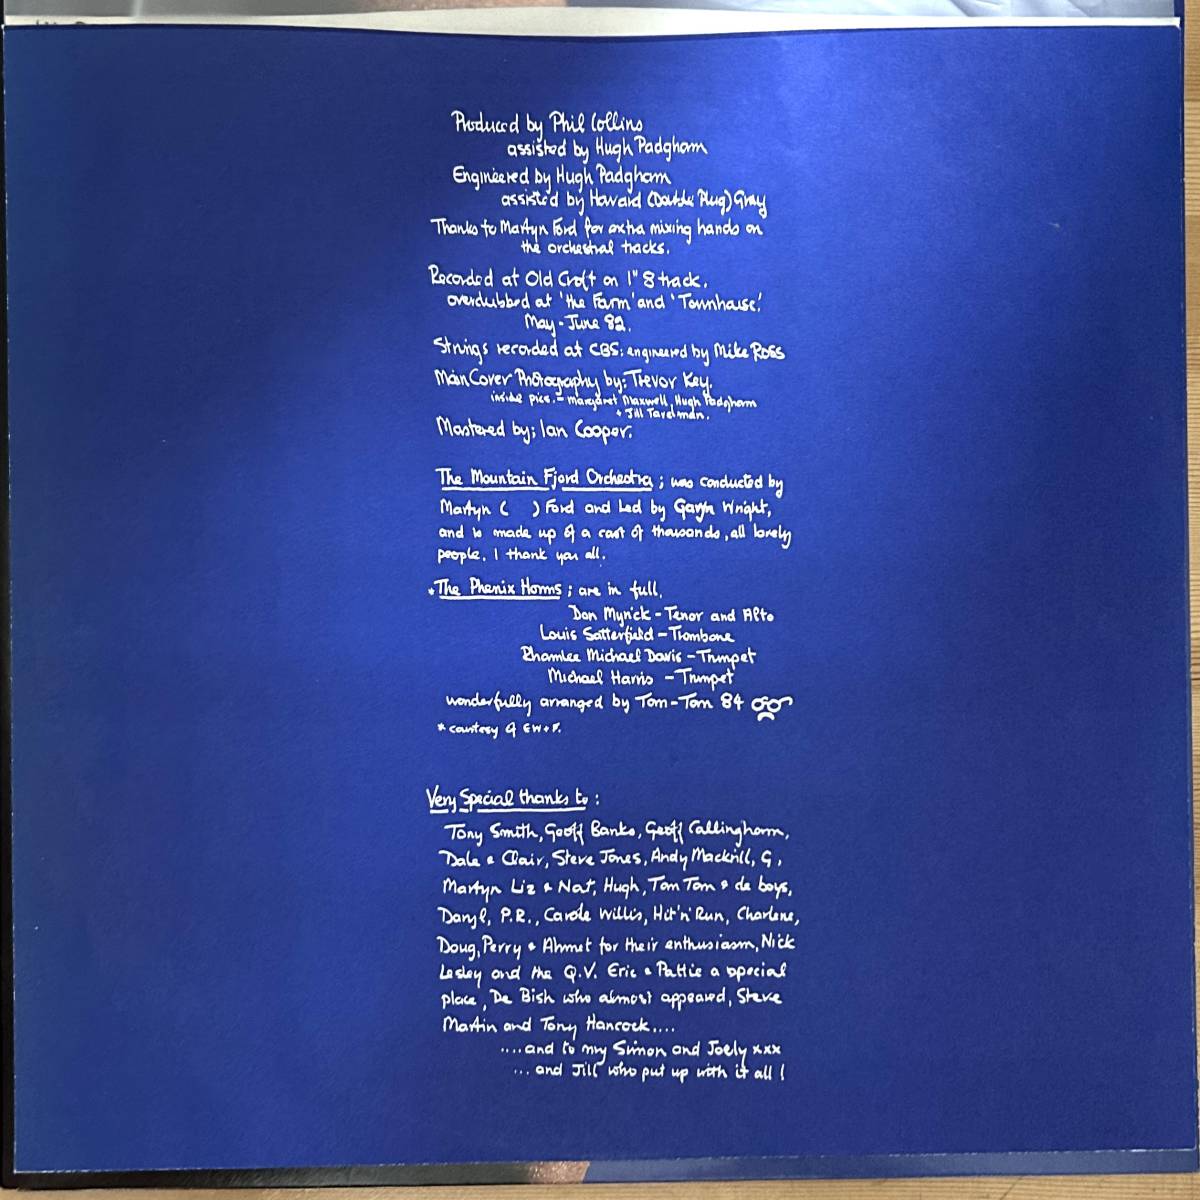 Produced by Phil Collins
assisted by Hugh Padgham
Engineered by Hugh Padgham
assisted by Howard (Double Plug) Gray
Thanks to Martyn Ford for extra mixing hands on
the orchestral tracks.
Recorded at Old Croft on 1" 8 track.
overdubbed at 'the Farm' and 'Townhouse'.
May - June 82.
Strings recorded at CBS: engineered by Mike Ross
Main Cover Photography by; Trevor Key.
inside pics. - Margaret Maxwell, Hugh Padgham
+ Jill Tavelman.
Mastered by; Ian Cooper.
The Mountain Fjord Orchestra ; was conducted by
Martyn (    ) Ford and Led by Gavyn Wright,
and is made up of a cast of thousands, all lovely
people. I thank you all.
*The Phenix Horns ; are in full.
Don Myrick - Tenor and Alto
Louis Satterfield - Trombone
Rhamlee Michael Davis - Trumpet
Michael Harris - Trumpet
wonderfully arranged by Tom-Tom 84
* courtesy of EW+F.
Very Special thanks to :
Tony Smith, Geoff Banks, Geoff Callingham,
Dale & Clair, Steve Jones, Andy Mackrill, G,
Martyn Liz & Nat, Hugh, Tom Tom & de boys,
Daryl, P.R., Carole Willis, Hit'n'Run, Charlene,
Doug, Perry & Ahmet for their enthusiasm, Nick
Lesley and the Q.V. Eric & Pattie a special
place, De Bish who almost appeared, Steve
Martin and Tony Hancock....
....and to my Simon and Joely xxx
... and Jill who put up with it all !